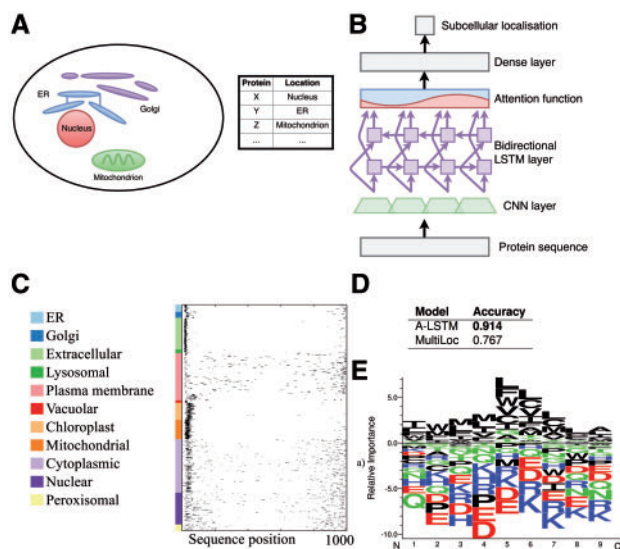 A
ER
Golgi
Nucleus
Mitochondrion
Protein Location
X Nucleus
Y ER
Z Mitochondrion
... ...
B
Subcellular localisation
Dense layer
Attention function
Bidirectional
LSTM layer
CNN layer
Protein sequence
C
ER
Golgi
Extracellular
Lysosomal
Plasma membrane
Vacuolar
Chloroplast
Mitochondrial
Cytoplasmic
Nuclear
Peroxisomal
Sequence position 1000
D
Model Accuracy
A-LSTM 0.914
MultiLoc 0.767
E
a)
Relative Importance
5.0
0.0
-5.0
-10.0
N 1 2 3 4 5 6 7 8 9 C